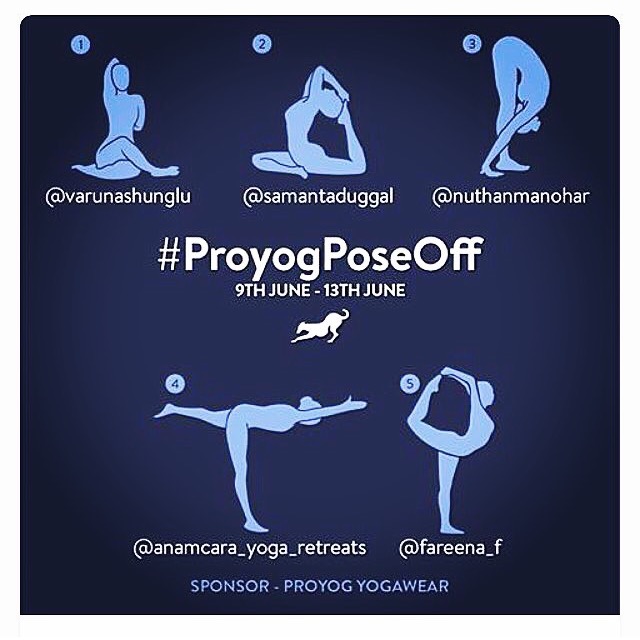 1
2
3
@varunashunglu
@samantaduggal
@nuthanmanohar
#ProyogPoseOff
9TH JUNE - 13TH JUNE
4
5
@anamcara_yoga_retreats
@fareena_f
SPONSOR - PROYOG YOGAWEAR